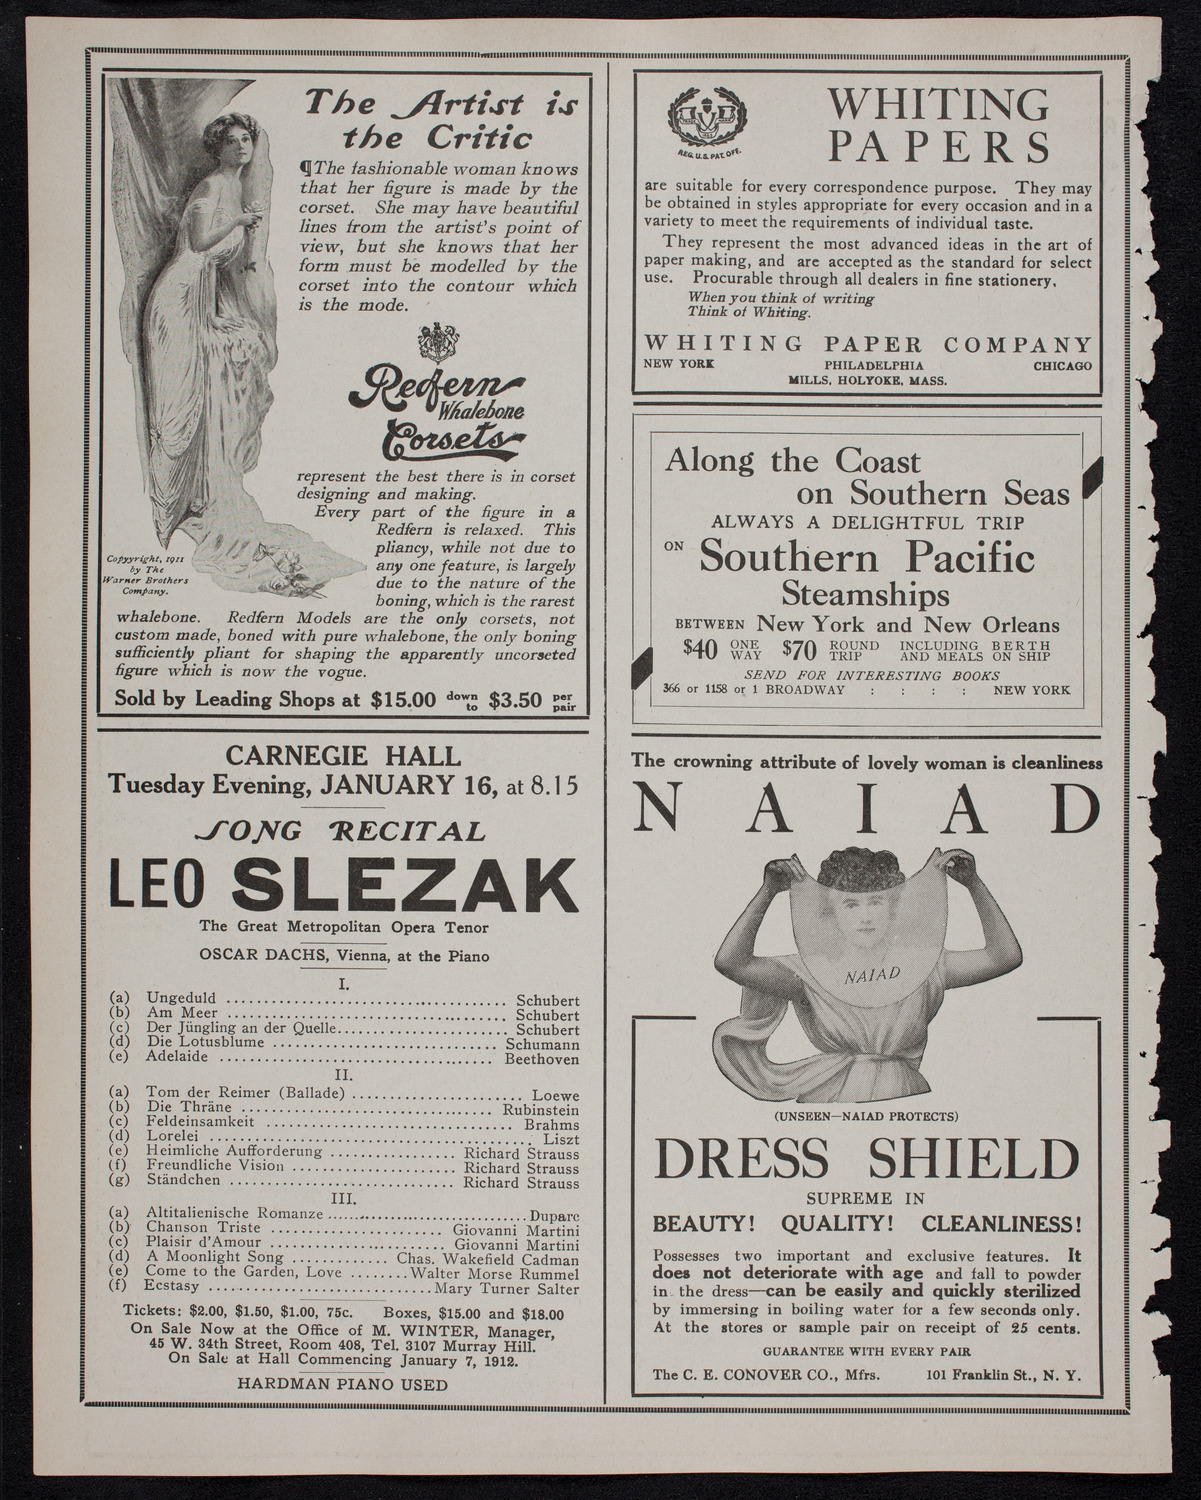 The Artist is
the Critic
¶The fashionable woman knows
that her figure is made by the
corset. She may have beautiful
lines from the artist's point of
view, but she knows that her
form must be modelled by the
corset into the contour which
is the mode.
Redfern
Whalebone
Corsets
represent the best there is in corset
designing and making.
Every part of the figure in a
Redfern is relaxed. This
pliancy, while not due to
any one feature, is largely
due to the nature of the
boning, which is the rarest
Copyyright, 1911
by The
Warner Brothers
Company.
whalebone. Redfern Models are the only corsets, not
custom made, boned with pure whalebone, the only boning
sufficiently pliant for shaping the apparently uncorseted
figure which is now the vogue.
Sold by Leading Shops at $15.00 down to $3.50 per pair
CARNEGIE HALL
Tuesday Evening, JANUARY 16, at 8.15
SONG RECITAL
LEO SLEZAK
The Great Metropolitan Opera Tenor
OSCAR DACHS, Vienna, at the Piano
I.
(a) Ungeduld ........ Schubert
(b) Am Meer ........ Schubert
(c) Der Jüngling an der Quelle........ Schubert
(d) Die Lotusblume ........ Schumann
(e) Adelaide ........ Beethoven
II.
(a) Tom der Reimer (Ballade) ........ Loewe
(b) Die Thräne ........ Rubinstein
(c) Feldeinsamkeit ........ Brahms
(d) Lorelei ........ Liszt
(e) Heimliche Aufforderung ........ Richard Strauss
(f) Freundliche Vision ........ Richard Strauss
(g) Ständchen ........ Richard Strauss
III.
(a) Altitalienische Romanze ........ Duparc
(b) Chanson Triste ........ Giovanni Martini
(c) Plaisir d'Amour ........ Giovanni Martini
(d) A Moonlight Song ........ Chas. Wakefield Cadman
(e) Come to the Garden, Love ........ Walter Morse Rummel
(f) Ecstasy ........ Mary Turner Salter
Tickets: $2.00, $1.50, $1.00, 75c. Boxes, $15.00 and $18.00
On Sale Now at the Office of M. WINTER, Manager,
45 W. 34th Street, Room 408, Tel. 3107 Murray Hill.
On Sale at Hall Commencing January 7, 1912.
HARDMAN PIANO USED
REG. U.S. PAT. OFF.
WHITING
PAPERS
are suitable for every correspondence purpose. They may
be obtained in styles appropriate for every occasion and in a
variety to meet the requirements of individual taste.
They represent the most advanced ideas in the art of
paper making, and are accepted as the standard for select
use. Procurable through all dealers in fine stationery.
When you think of writing
Think of Whiting.
WHITING PAPER COMPANY
NEW YORK PHILADELPHIA CHICAGO
MILLS, HOLYOKE, MASS.
Along the Coast
on Southern Seas
ALWAYS A DELIGHTFUL TRIP
ON Southern Pacific
Steamships
BETWEEN New York and New Orleans
$40 ONE WAY $70 ROUND TRIP INCLUDING BERTH AND MEALS ON SHIP
SEND FOR INTERESTING BOOKS
366 or 1158 or 1 BROADWAY : : : : NEW YORK
The crowning attribute of lovely woman is cleanliness
NAIAD
NAIAD
(UNSEEN—NAIAD PROTECTS)
DRESS SHIELD
SUPREME IN
BEAUTY! QUALITY! CLEANLINESS!
Possesses two important and exclusive features. It
does not deteriorate with age and fall to powder
in the dress—can be easily and quickly sterilized
by immersing in boiling water for a few seconds only.
At the stores or sample pair on receipt of 25 cents.
GUARANTEE WITH EVERY PAIR
The C. E. CONOVER CO., Mfrs. 101 Franklin St., N. Y.